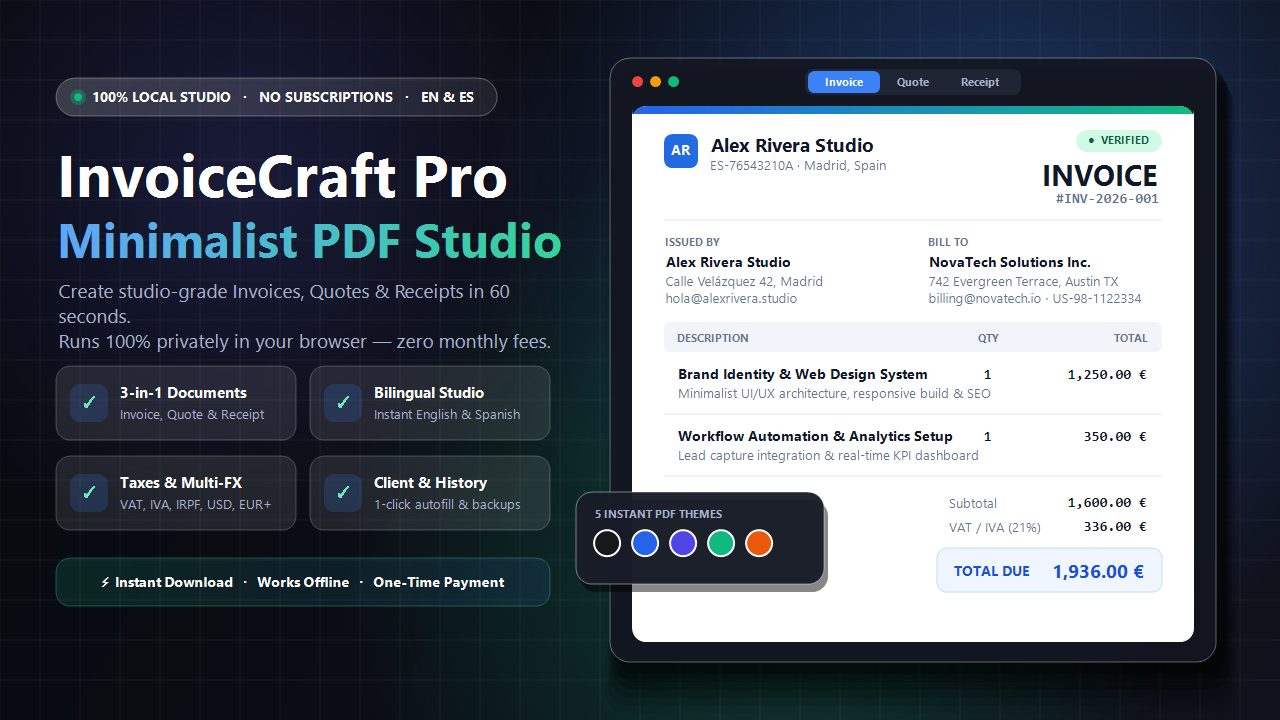 100% LOCAL STUDIO · NO SUBSCRIPTIONS · EN & ES
InvoiceCraft Pro
Minimalist PDF Studio
Create studio-grade Invoices, Quotes & Receipts in 60
seconds.
Runs 100% privately in your browser — zero monthly fees.
✓ 3-in-1 Documents
Invoice, Quote & Receipt
✓ Bilingual Studio
Instant English & Spanish
✓ Taxes & Multi-FX
VAT, IVA, IRPF, USD, EUR+
✓ Client & History
1-click autofill & backups
⚡ Instant Download · Works Offline · One-Time Payment
Invoice Quote Receipt
AR
Alex Rivera Studio
ES-76543210A · Madrid, Spain
● VERIFIED
INVOICE
#INV-2026-001
ISSUED BY
Alex Rivera Studio
Calle Velázquez 42, Madrid
hola@alexrivera.studio
BILL TO
NovaTech Solutions Inc.
742 Evergreen Terrace, Austin TX
billing@novatech.io · US-98-1122334
DESCRIPTION QTY TOTAL
Brand Identity & Web Design System 1 1,250.00 €
Minimalist UI/UX architecture, responsive build & SEO
Workflow Automation & Analytics Setup 1 350.00 €
Lead capture integration & real-time KPI dashboard
5 INSTANT PDF THEMES
Subtotal 1,600.00 €
VAT / IVA (21%) 336.00 €
TOTAL DUE 1,936.00 €